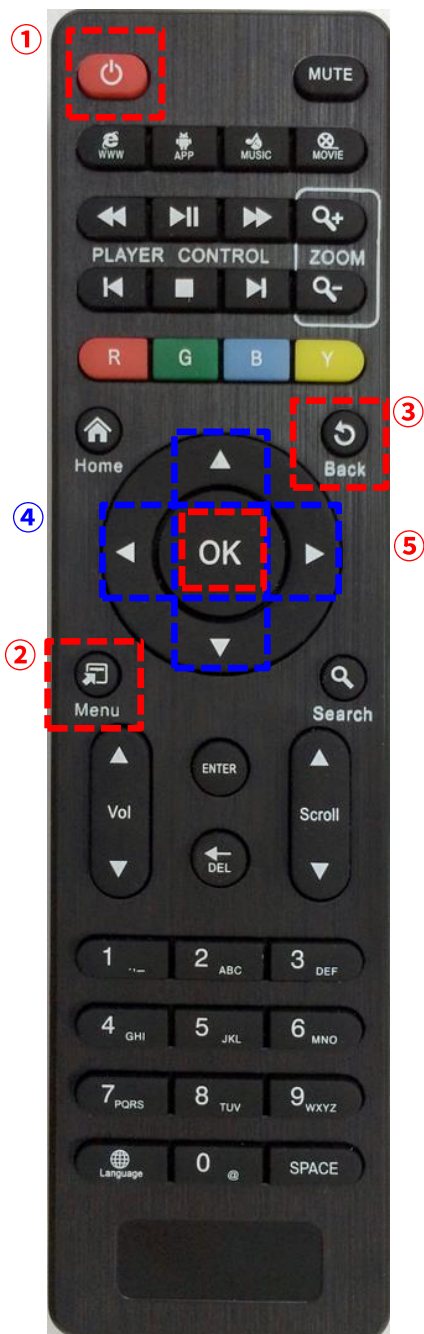 ①
MUTE
WWW APP MUSIC MOVIE
PLAYER CONTROL ZOOM
R G B Y
③
Home Back
④ OK ⑤
②
Menu Search
ENTER
Vol Scroll
DEL
1 .,_ 2 ABC 3 DEF
4 GHI 5 JKL 6 MNO
7 PQRS 8 TUV 9 WXYZ
Language 0 @ SPACE